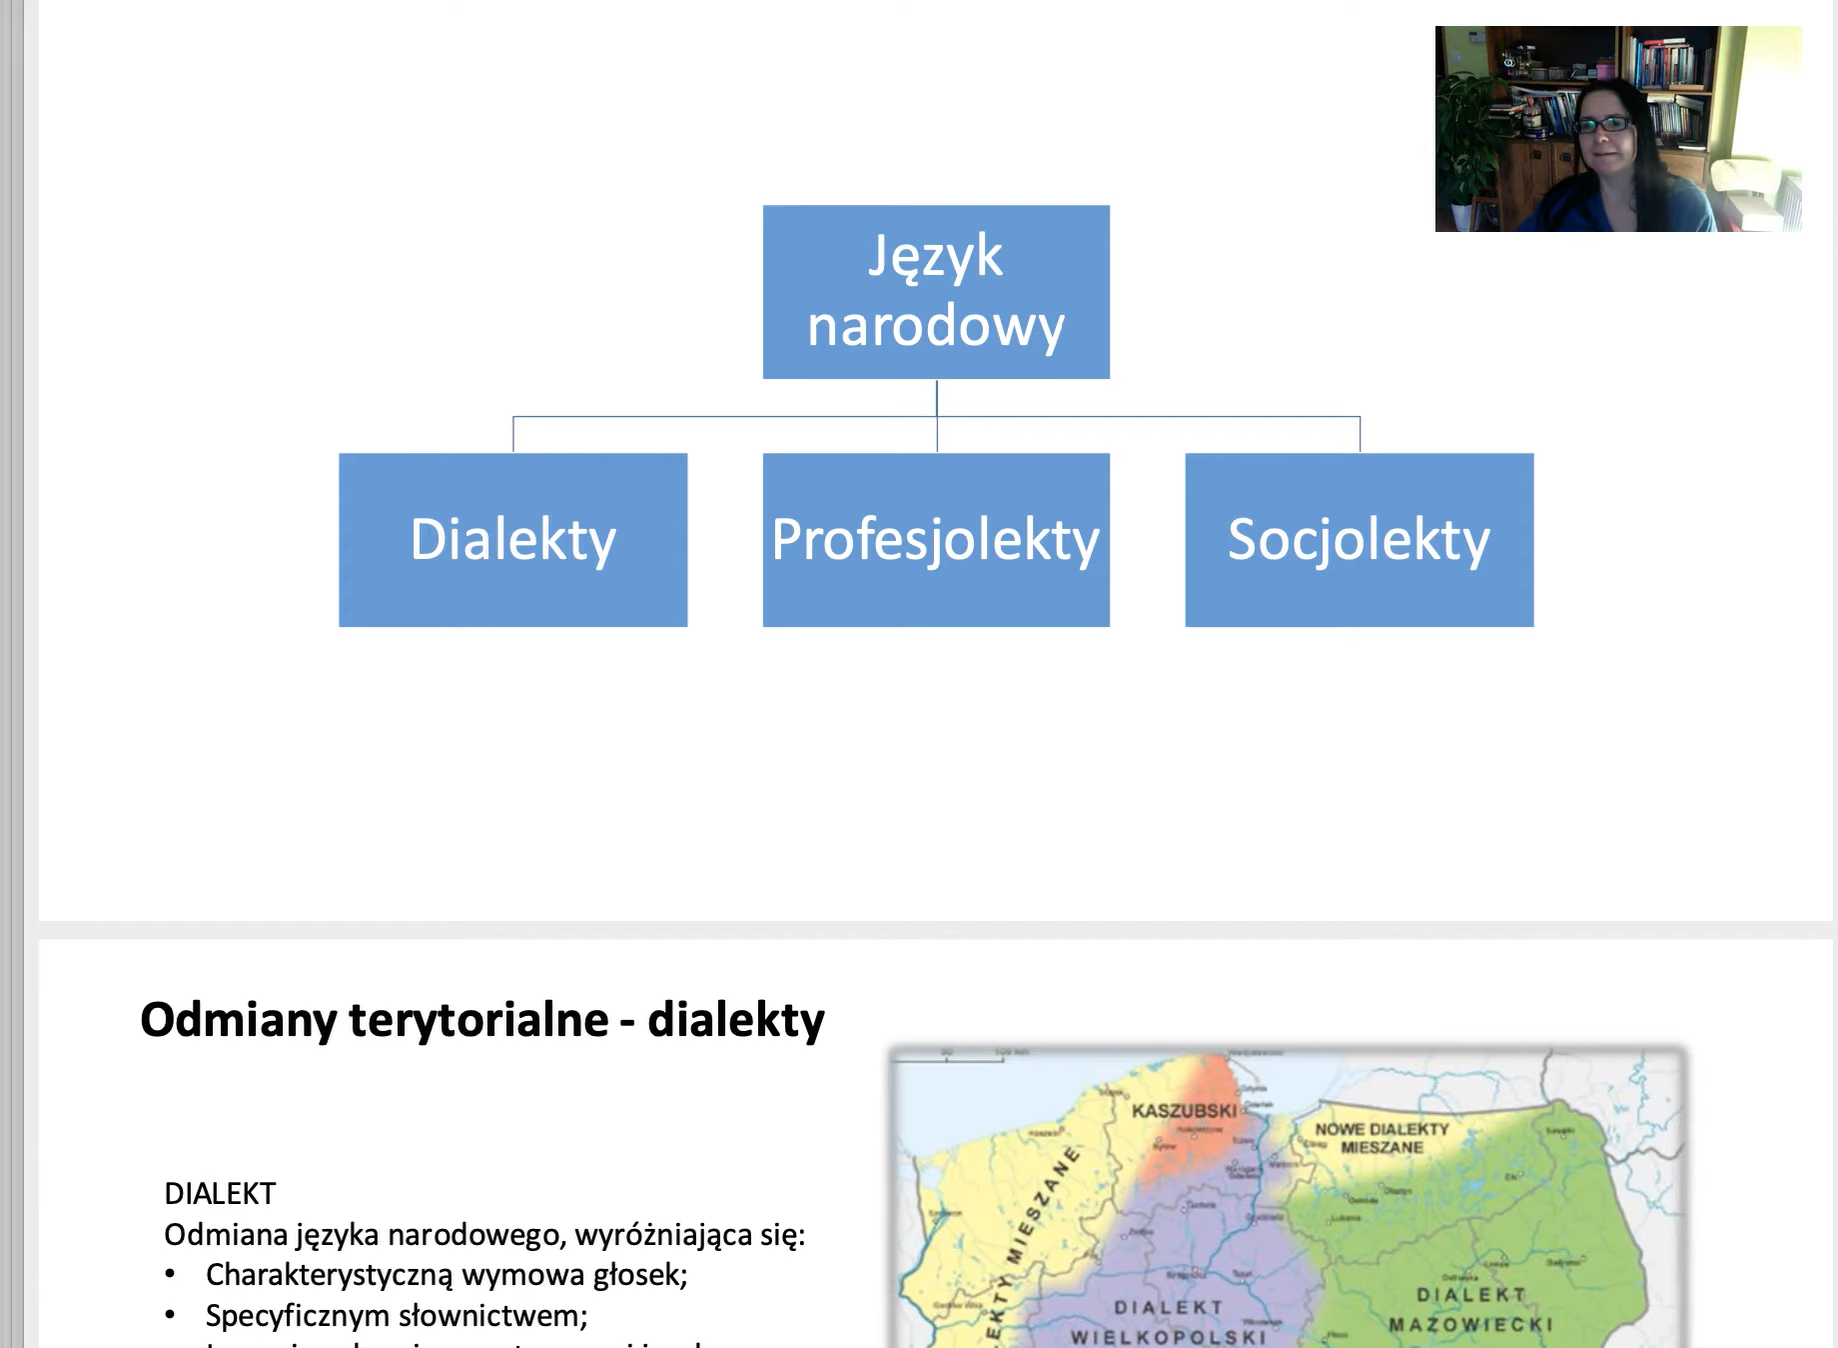 Język
narodowy
Dialekty
Profesjolekty
Socjolekty
Odmiany terytorialne - dialekty
DIALEKT
Odmiana języka narodowego, wyróżniająca się:
• Charakterystyczną wymowa głosek;
• Specyficznym słownictwem;
KASZUBSKI
NOWE DIALEKTY
MIESZANE
MIESZANE
DIALEKT
WIELKOPOLSKI
DIALEKT
MAZOWIECKI